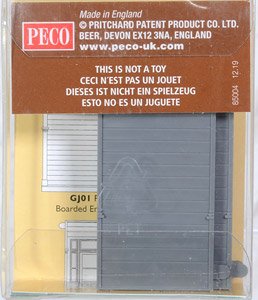 Made in England
PECO
© PRITCHARD PATENT PRODUCT CO. LTD.
BEER, DEVON EX12 3NA, ENGLAND
www.peco-uk.com
THIS IS NOT A TOY
CECI N'EST PAS UN JOUET
DIESES IST NICHT EIN SPIELZEUG
ESTO NO ES UN JUGUETE
85004 12.19
GJ01
Boarded